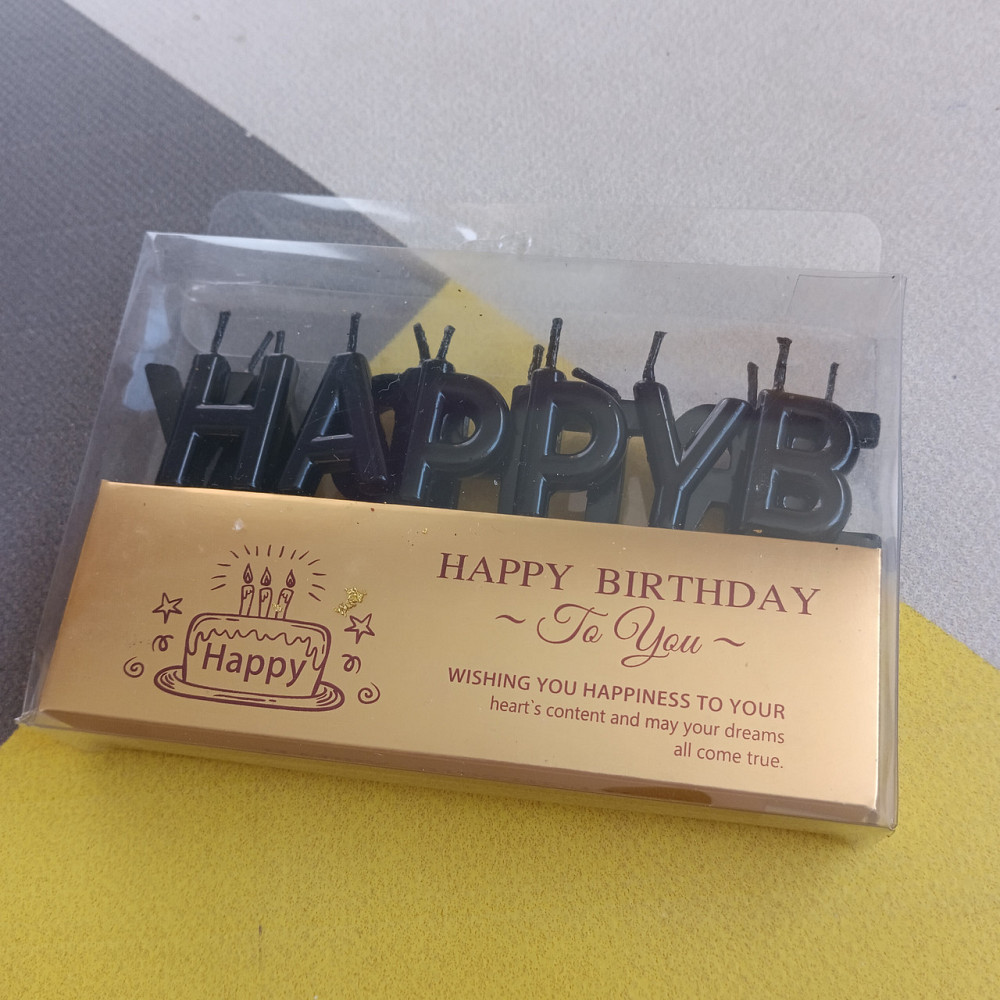 HAPPYB
Happy
HAPPY BIRTHDAY
~ To You ~
WISHING YOU HAPPINESS TO YOUR
heart`s content and may your dreams
all come true.